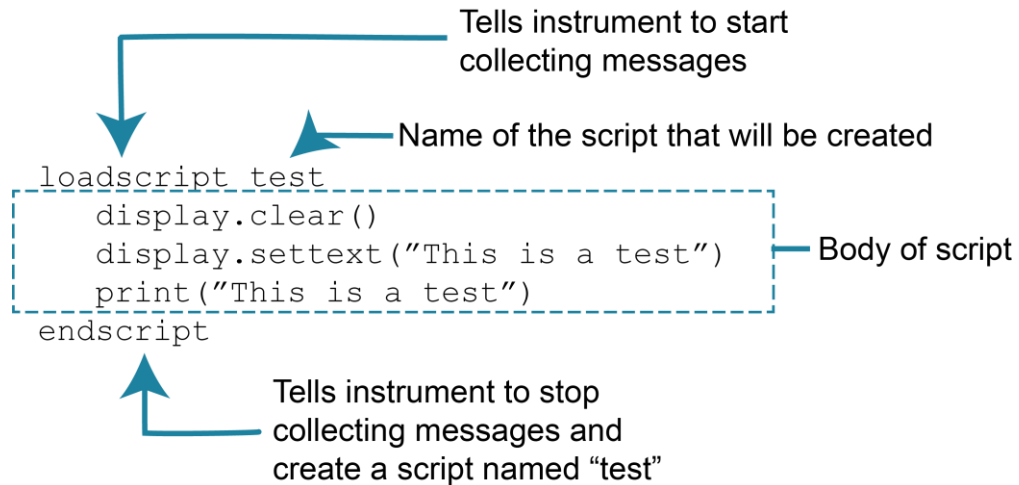 Tells instrument to start
collecting messages
Name of the script that will be created
loadscript test
display.clear()
display.settext(”This is a test”)
Body of script
print(”This is a test”)
endscript
Tells instrument to stop
collecting messages and
create a script named “test”